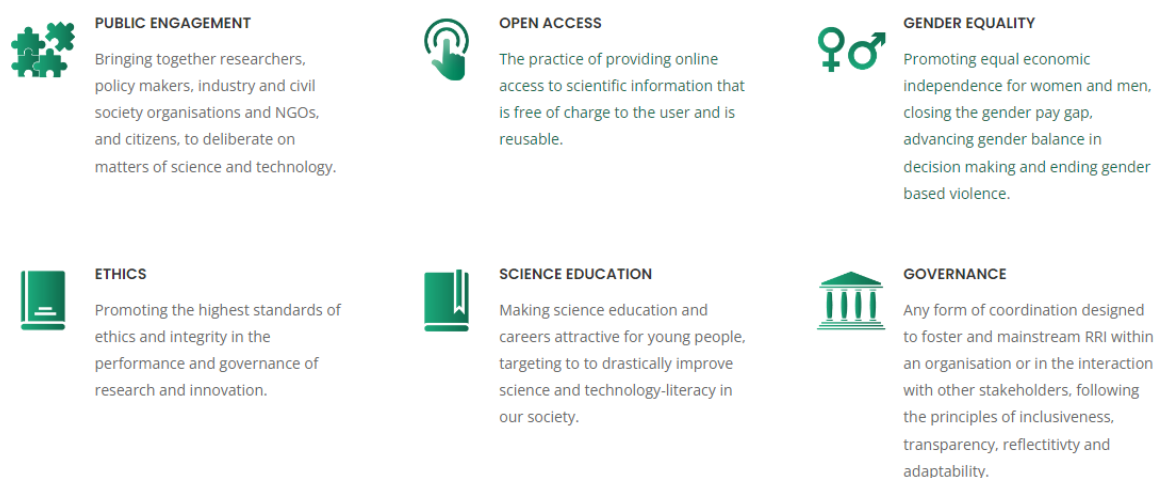 PUBLIC ENGAGEMENT
Bringing together researchers,
policy makers, industry and civil
society organisations and NGOs,
and citizens, to deliberate on
matters of science and technology.
OPEN ACCESS
The practice of providing online
access to scientific information that
is free of charge to the user and is
reusable.
GENDER EQUALITY
Promoting equal economic
independence for women and men,
closing the gender pay gap,
advancing gender balance in
decision making and ending gender
based violence.
ETHICS
Promoting the highest standards of
ethics and integrity in the
performance and governance of
research and innovation.
SCIENCE EDUCATION
Making science education and
careers attractive for young people,
targeting to to drastically improve
science and technology-literacy in
our society.
GOVERNANCE
Any form of coordination designed
to foster and mainstream RRI within
an organisation or in the interaction
with other stakeholders, following
the principles of inclusiveness,
transparency, reflectitivty and
adaptability.